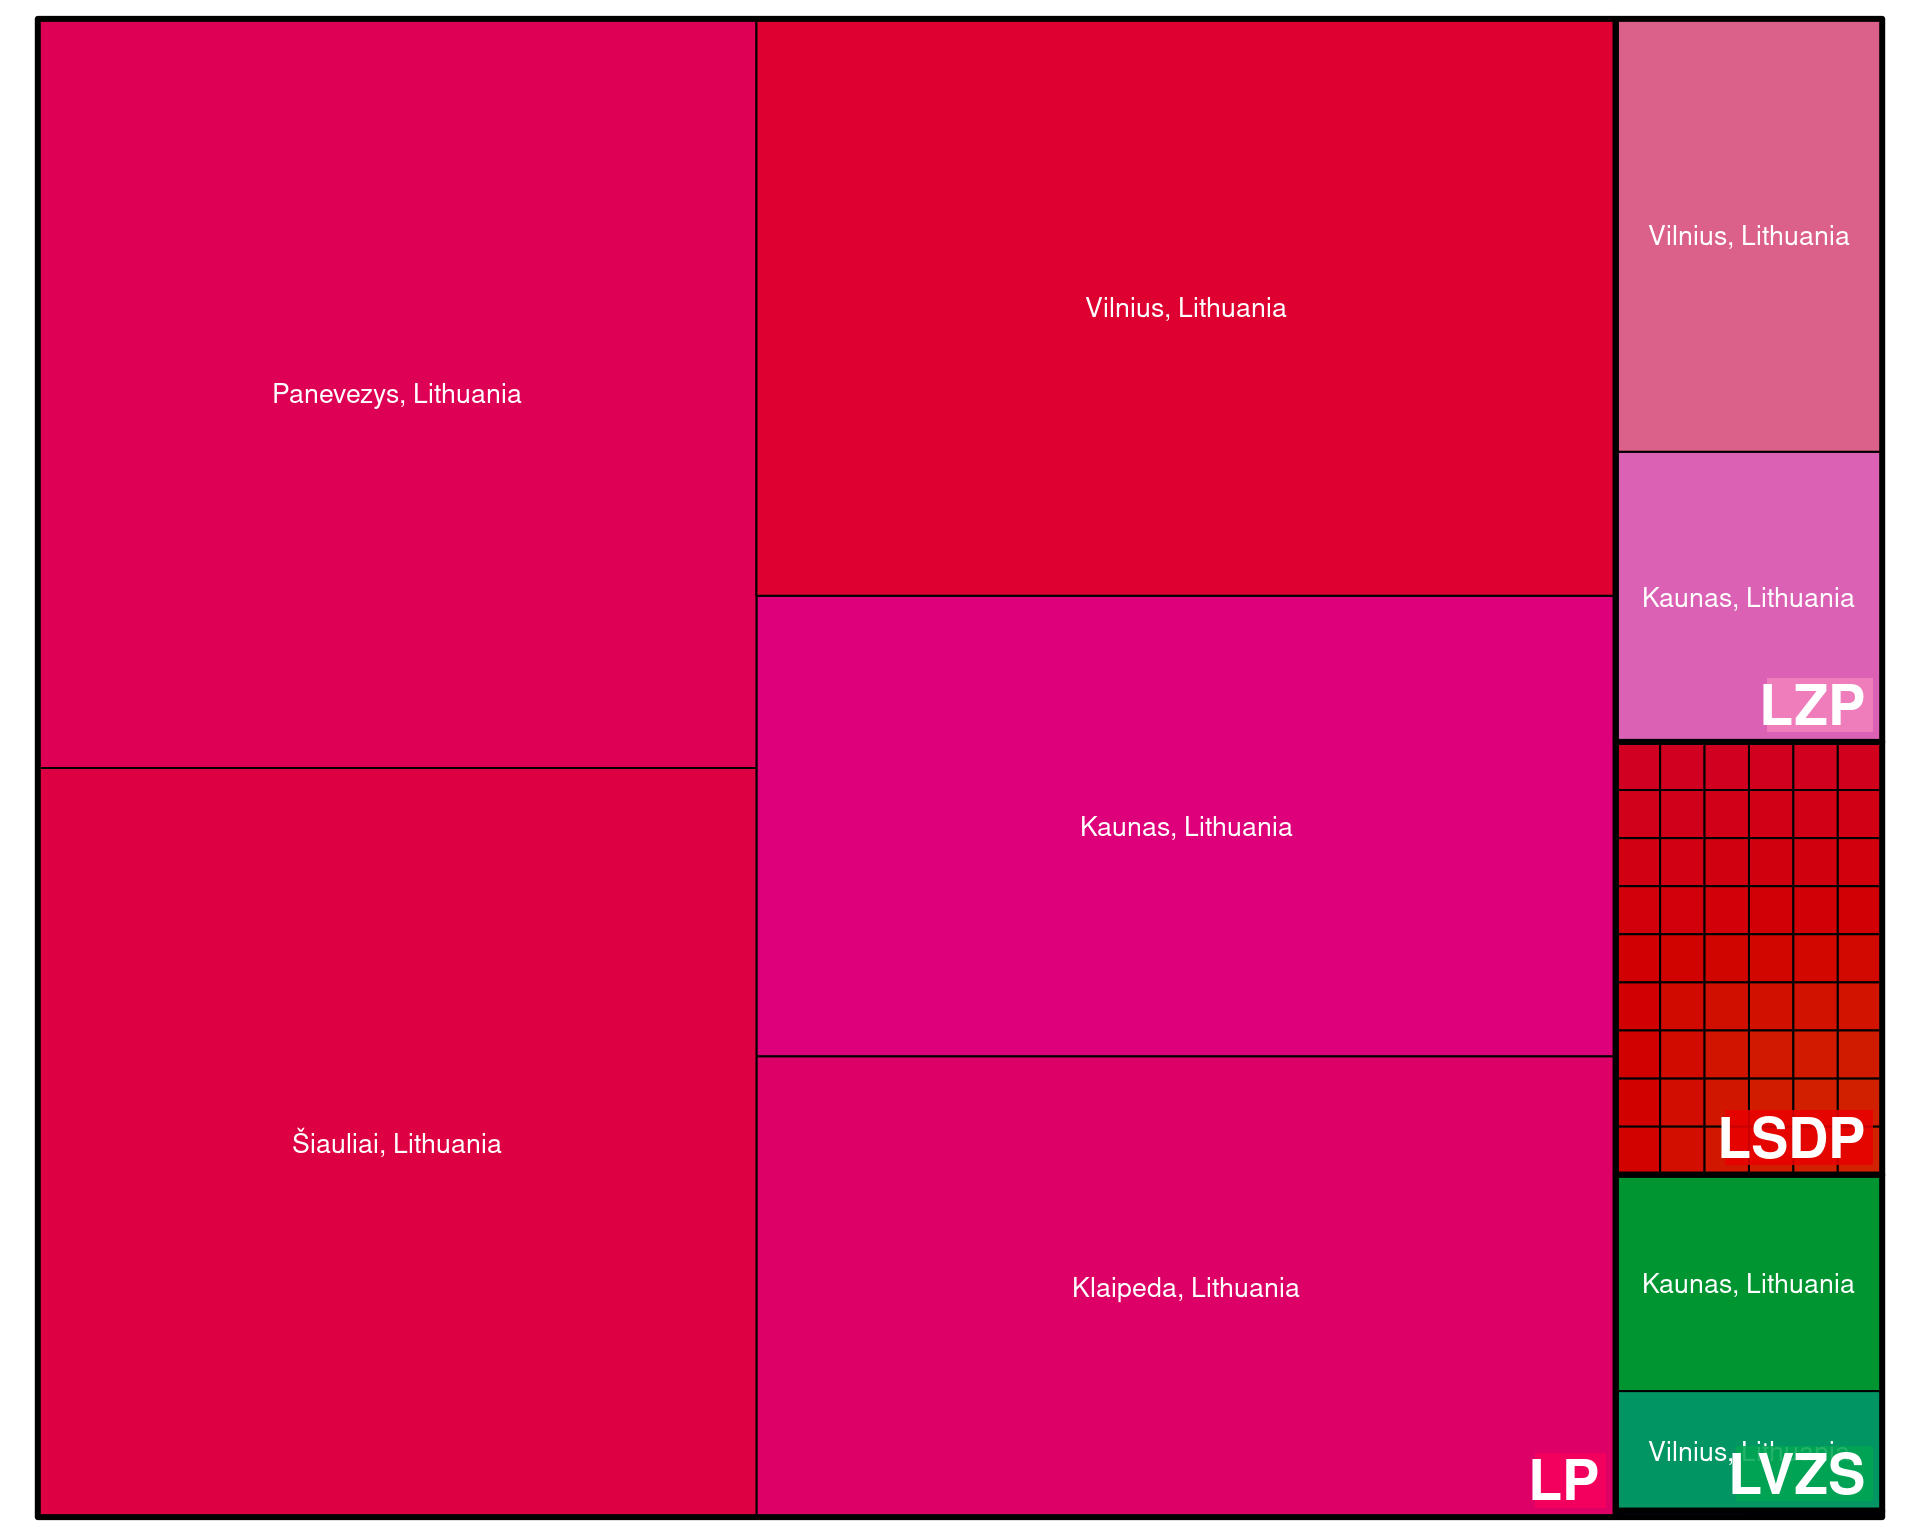 Panevezys, Lithuania
Šiauliai, Lithuania
Vilnius, Lithuania
Kaunas, Lithuania
Klaipeda, Lithuania
LP
Vilnius, Lithuania
Kaunas, Lithuania
LZP
LSDP
Kaunas, Lithuania
Vilnius, Lithuania
LVZS